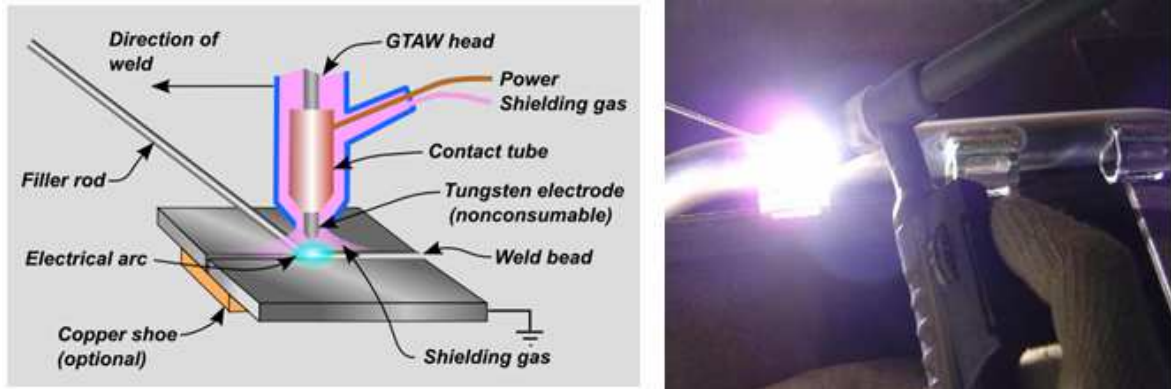 Direction of
weld
GTAW head
Power
Shielding gas
Contact tube
Filler rod
Tungsten electrode
(nonconsumable)
Electrical arc
Weld bead
Copper shoe
(optional)
Shielding gas